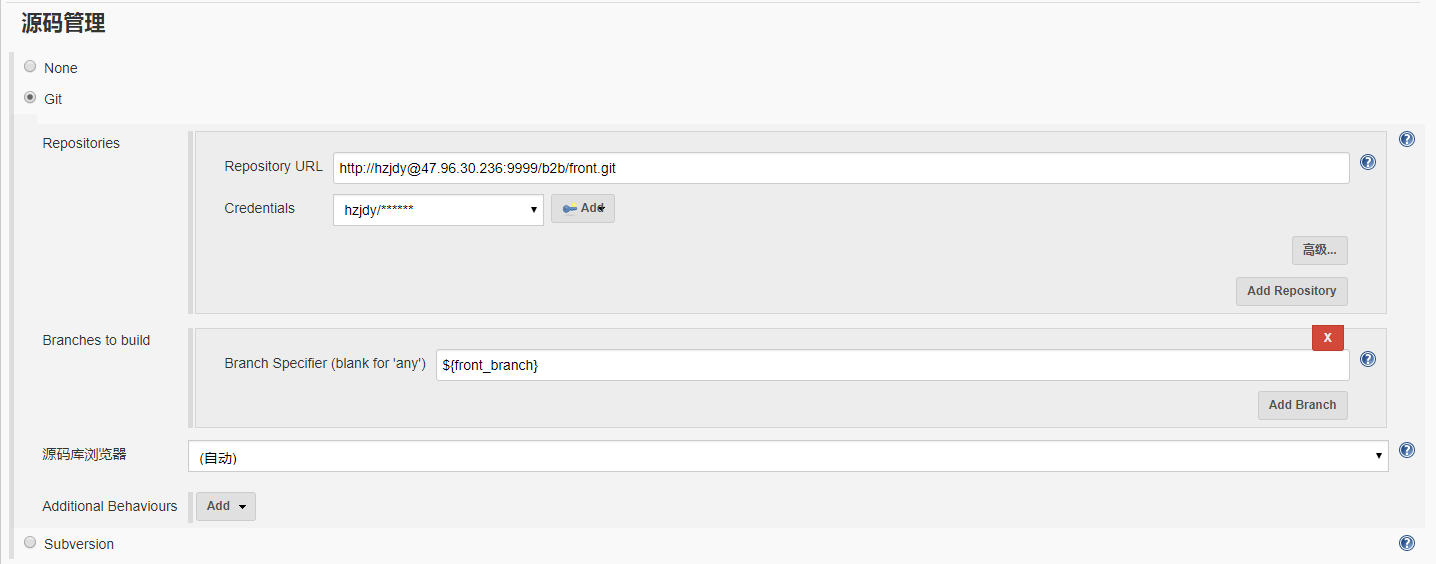 源码管理
None
Git
Repositories
Repository URL http://hzjdy@47.96.30.236:9999/b2b/front.git
Credentials hzjdy/****** Add
高级...
Add Repository
Branches to build
X
Branch Specifier (blank for 'any') ${front_branch}
Add Branch
源码库浏览器 (自动)
Additional Behaviours Add
Subversion